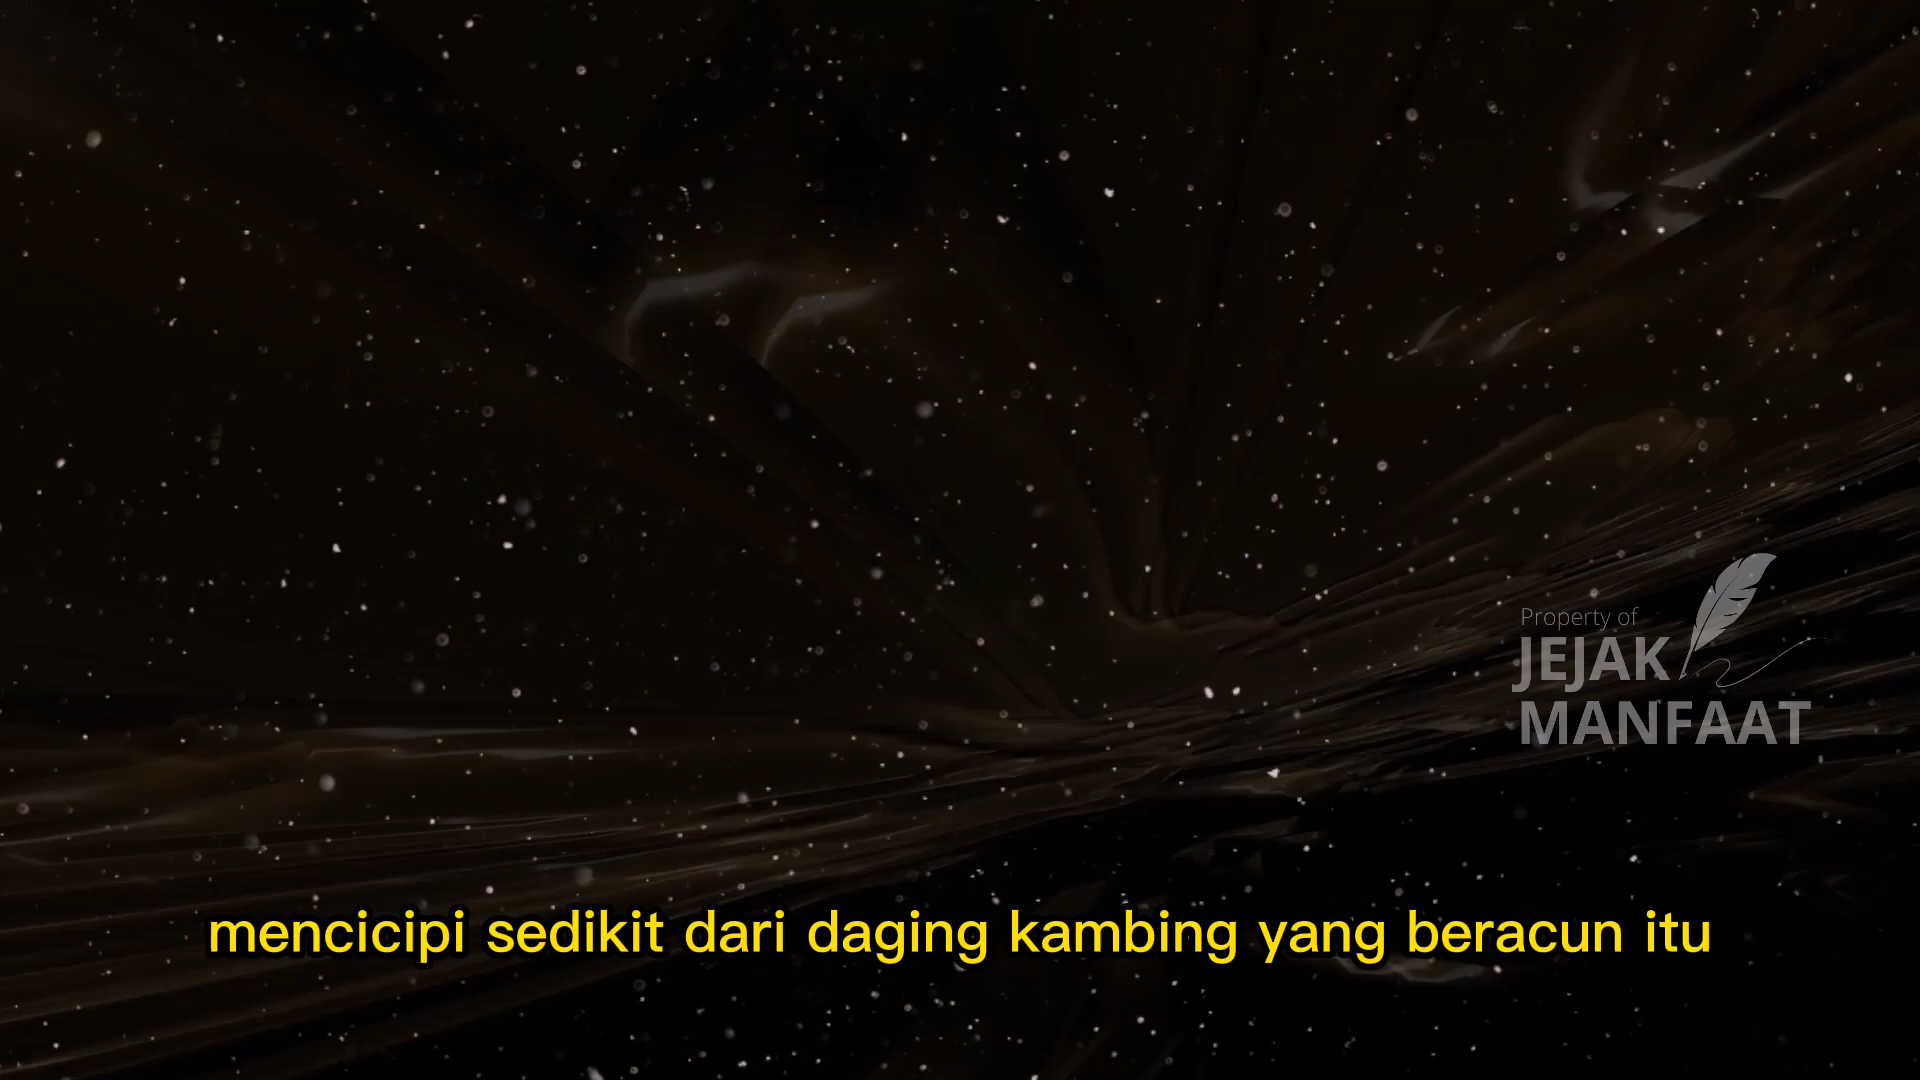 Property of
JEJAK
MANFAAT
mencicipi sedikit dari daging kambing yang beracun itu